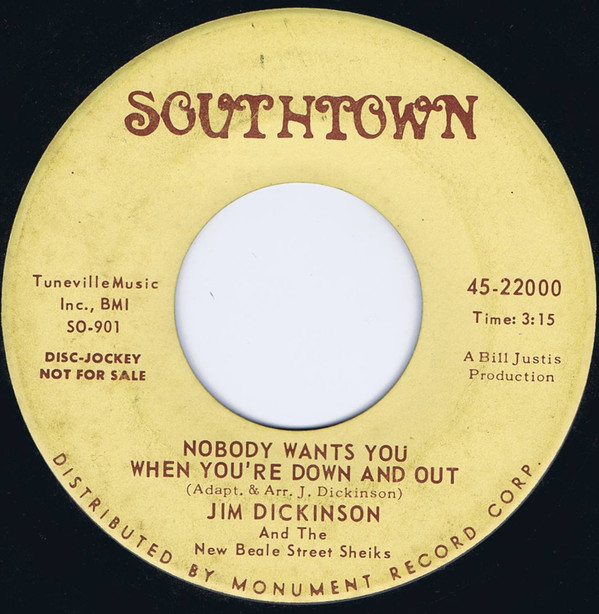 SOUTHTOWN
TunevilleMusic
Inc., BMI
SO-901
DISC-JOCKEY
NOT FOR SALE
45-22000
Time: 3:15
A Bill Justis
Production
NOBODY WANTS YOU
WHEN YOU'RE DOWN AND OUT
(Adapt. & Arr. J. Dickinson)
JIM DICKINSON
And The
New Beale Street Sheiks
DISTRIBUTED BY MONUMENT RECORD CORP.